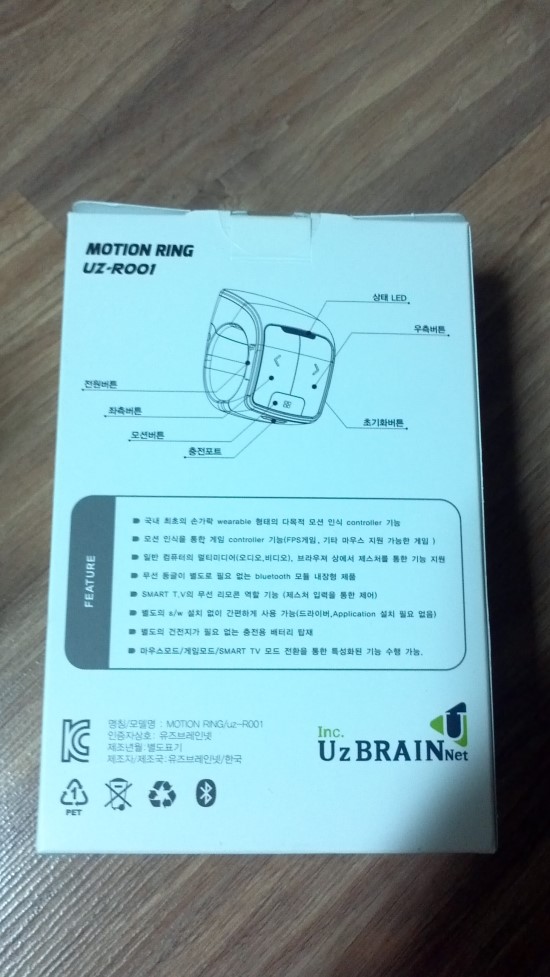 MOTION RING
UZ-R001
상태 LED
우측버튼
전원버튼
좌측버튼
모션버튼
충전포트
초기화버튼
FEATURE
국내 최초의 손가락 wearable 형태의 다목적 모션 인식 controller 기능
모션 인식을 통한 게임 controller 기능(FPS게임, 기타 마우스 지원 가능한 게임 )
일반 컴퓨터의 멀티미디어(오디오,비디오), 브라우져 상에서 제스처를 통한 기능 지원
무선 동글이 별도로 필요 없는 bluetooth 모듈 내장형 제품
SMART T.V의 무선 리모콘 역할 기능 (제스처 입력을 통한 제어)
별도의 s/w 설치 없이 간편하게 사용 가능(드라이버,Application 설치 필요 없음)
별도의 건전지가 필요 없는 충전용 배터리 탑재
마우스모드/게임모드/SMART TV 모드 전환을 통한 특성화된 기능 수행 가능.
명칭/모델명 : MOTION RING/uz-R001
인증자상호: 유즈브레인넷
제조년월:별도표기
제조자/제조국:유즈브레인넷/한국
1
PET
Inc.
UzBRAINNet